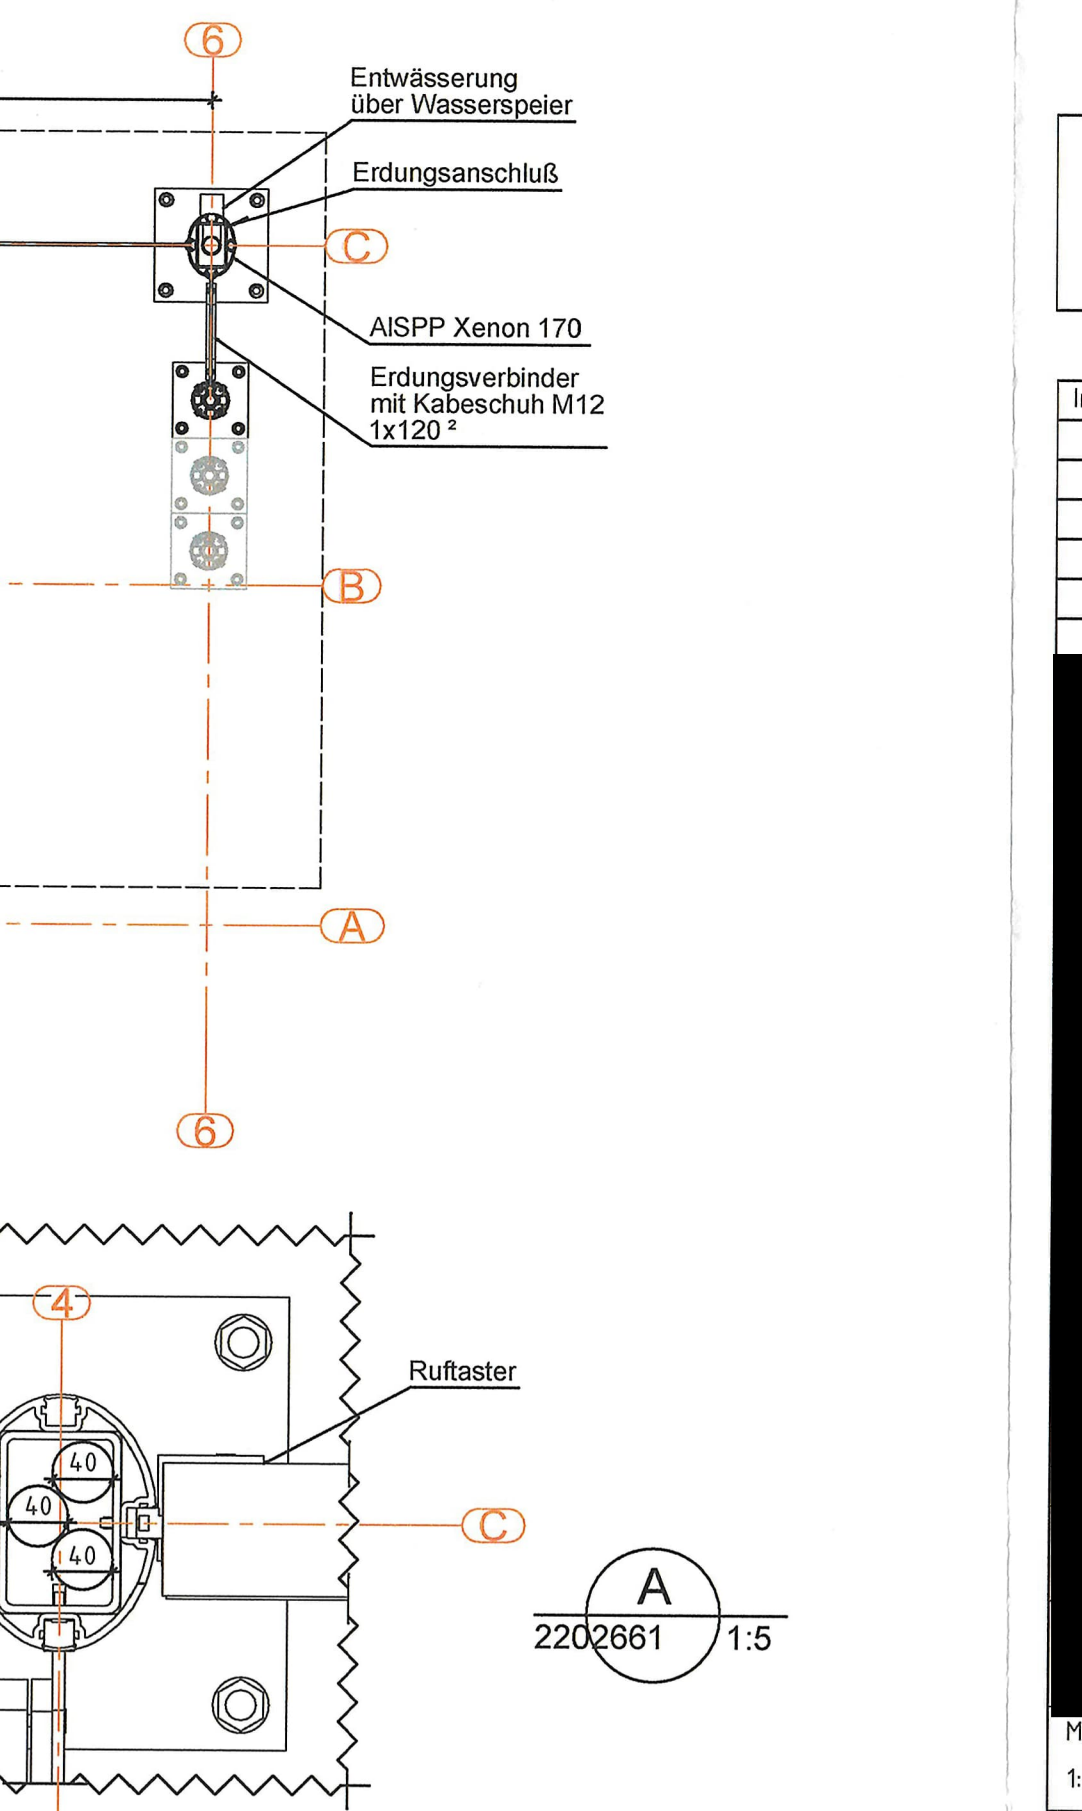 6
Entwässerung
über Wasserspeier
Erdungsanschluß
C
AISPP Xenon 170
Erdungsverbinder
mit Kabeschuh M12
1x120 ²
B
A
6
4
Ruftaster
40
40
40
C
A
2202661 1:5